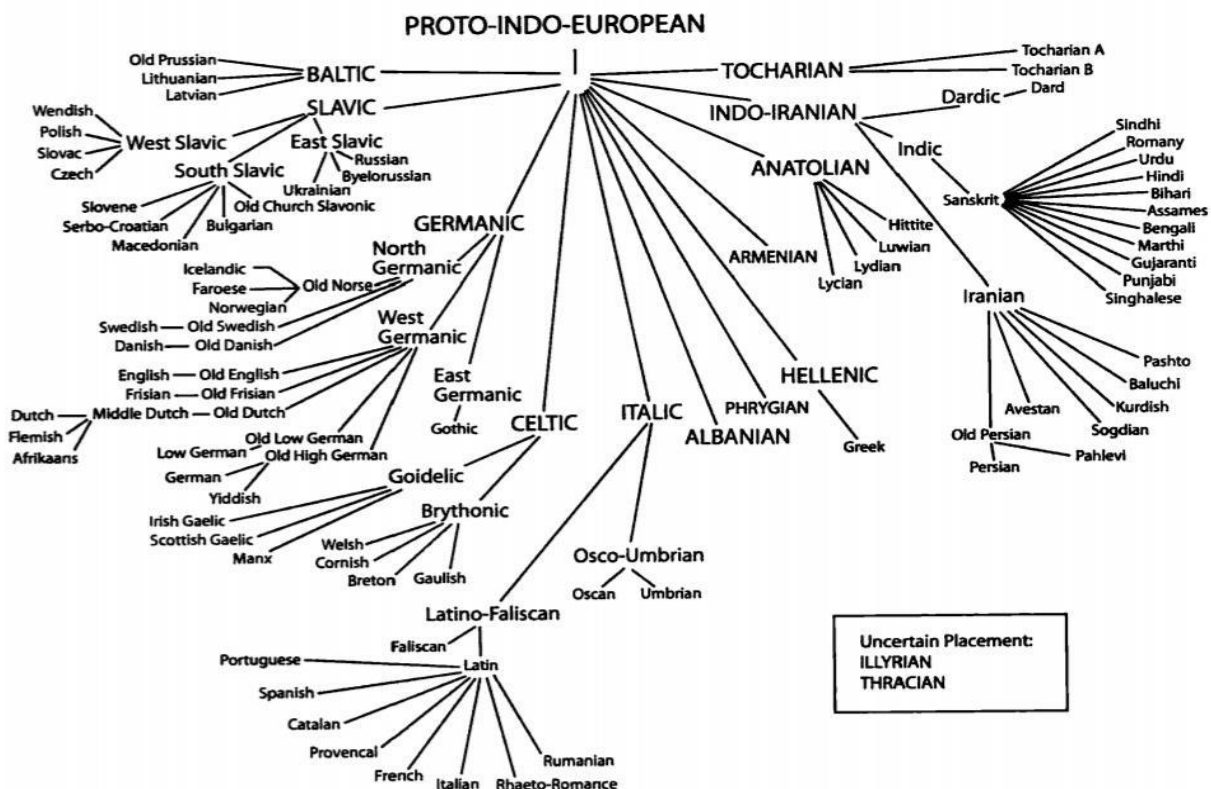 PROTO-INDO-EUROPEAN
Old Prussian
Lithuanian
Latvian
BALTIC
SLAVIC
Wendish
Polish
Slovac
Czech
West Slavic
East Slavic
Russian
Byelorussian
Ukrainian
South Slavic
Old Church Slavonic
Slovene
Serbo-Croatian
Macedonian
Bulgarian
GERMANIC
North
Germanic
Icelandic
Faroese
Norwegian
Old Norse
Swedish
Old Swedish
Danish
Old Danish
West
Germanic
English
Old English
Frisian
Old Frisian
Dutch
Flemish
Afrikaans
Middle Dutch
Old Dutch
Low German
Old Low German
Old High German
German
Yiddish
East
Germanic
Gothic
CELTIC
Goidelic
Irish Gaelic
Scottish Gaelic
Manx
Brythonic
Welsh
Cornish
Breton
Gaulish
ITALIC
Osco-Umbrian
Oscan
Umbrian
Latino-Faliscan
Faliscan
Latin
Portuguese
Spanish
Catalan
Provencal
French
Italian
Rhaeto-Romance
Rumanian
ALBANIAN
PHRYGIAN
HELLENIC
Greek
ARMENIAN
ANATOLIAN
Hittite
Luwian
Lydian
Lycian
TOCHARIAN
Tocharian A
Tocharian B
INDO-IRANIAN
Dardic
Dard
Indic
Sanskrit
Sindhi
Romany
Urdu
Hindi
Bihari
Assames
Bengali
Marthi
Gujaranti
Punjabi
Singhalese
Iranian
Pashto
Baluchi
Kurdish
Sogdian
Avestan
Old Persian
Pahlevi
Persian
Uncertain Placement:
ILLYRIAN
THRACIAN